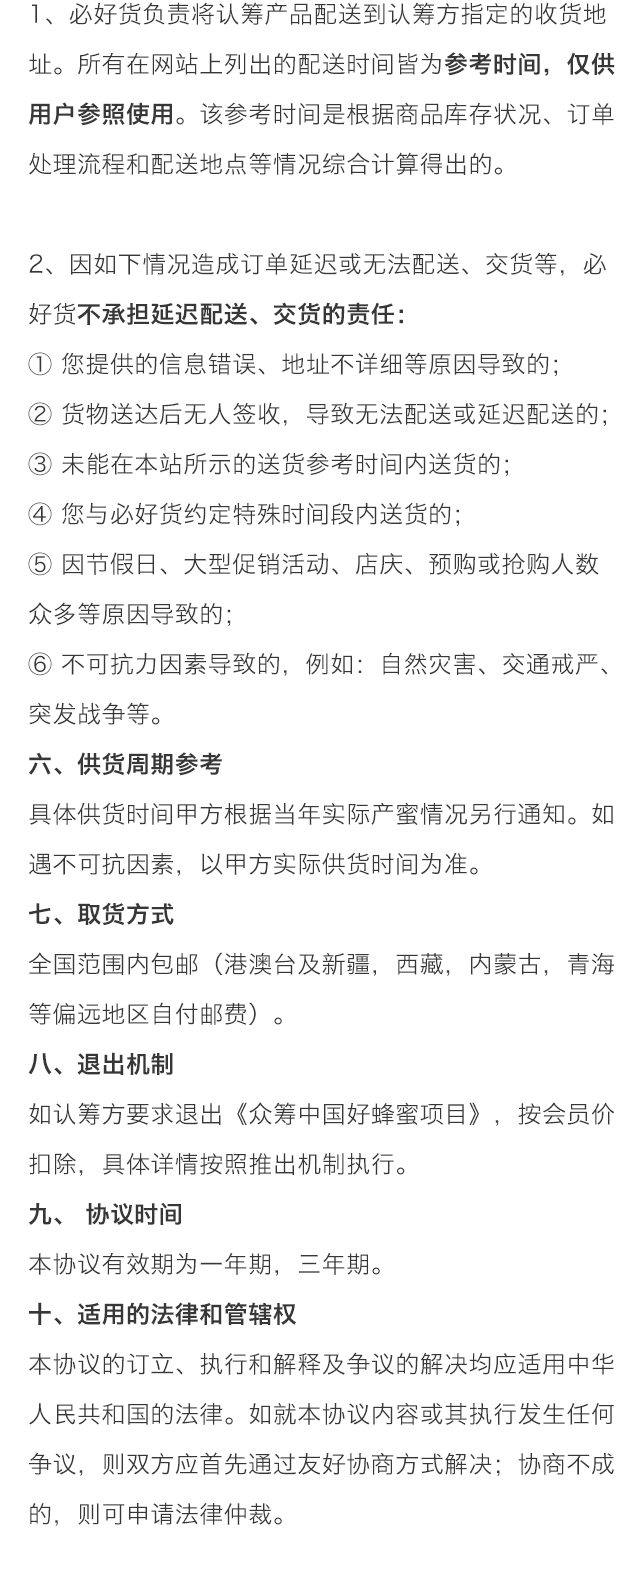 1、必好货负责将认筹产品配送到认筹方指定的收货地
址。所有在网站上列出的配送时间皆为参考时间，仅供
用户参照使用。该参考时间是根据商品库存状况、订单
处理流程和配送地点等情况综合计算得出的。
2、因如下情况造成订单延迟或无法配送、交货等，必
好货不承担延迟配送、交货的责任：
① 您提供的信息错误、地址不详细等原因导致的；
② 货物送达后无人签收，导致无法配送或延迟配送的；
③ 未能在本站所示的送货参考时间内送货的；
④ 您与必好货约定特殊时间段内送货的；
⑤ 因节假日、大型促销活动、店庆、预购或抢购人数
众多等原因导致的；
⑥ 不可抗力因素导致的，例如：自然灾害、交通戒严、
突发战争等。
六、供货周期参考
具体供货时间甲方根据当年实际产蜜情况另行通知。如
遇不可抗因素，以甲方实际供货时间为准。
七、取货方式
全国范围内包邮（港澳台及新疆，西藏，内蒙古，青海
等偏远地区自付邮费）。
八、退出机制
如认筹方要求退出《众筹中国好蜂蜜项目》，按会员价
扣除，具体详情按照推出机制执行。
九、 协议时间
本协议有效期为一年期，三年期。
十、适用的法律和管辖权
本协议的订立、执行和解释及争议的解决均应适用中华
人民共和国的法律。如就本协议内容或其执行发生任何
争议，则双方应首先通过友好协商方式解决；协商不成
的，则可申请法律仲裁。